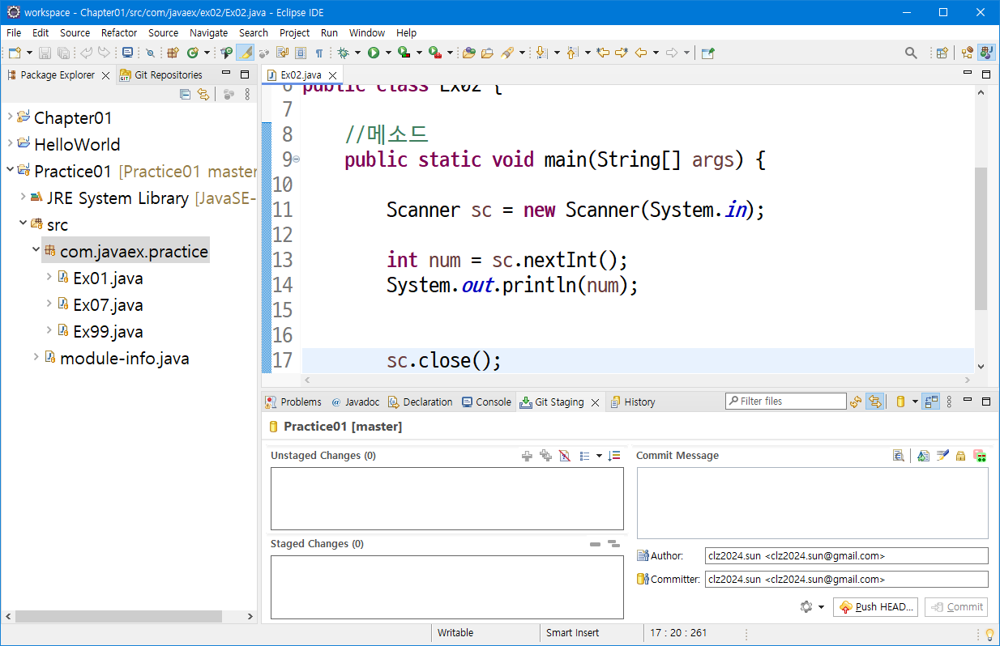 workspace - Chapter01/src/com/javaex/ex02/Ex02.java - Eclipse IDE
File Edit Source Refactor Source Navigate Search Project Run Window Help
Package Explorer Git Repositories
Chapter01
HelloWorld
Practice01 [Practice01 master
JRE System Library [JavaSE-
src
com.javaex.practice
Ex01.java
Ex07.java
Ex99.java
module-info.java
Ex02.java
6 public class Ex02 {
7
8 //메소드
9 public static void main(String[] args) {
10
11 Scanner sc = new Scanner(System.in);
12
13 int num = sc.nextInt();
14 System.out.println(num);
15
16
17 sc.close();
Problems @ Javadoc Declaration Console Git Staging History Filter files
Practice01 [master]
Unstaged Changes (0)
Staged Changes (0)
Commit Message
Author: clz2024.sun <clz2024.sun@gmail.com>
Committer: clz2024.sun <clz2024.sun@gmail.com>
Push HEAD... Commit
Writable Smart Insert 17 : 20 : 261